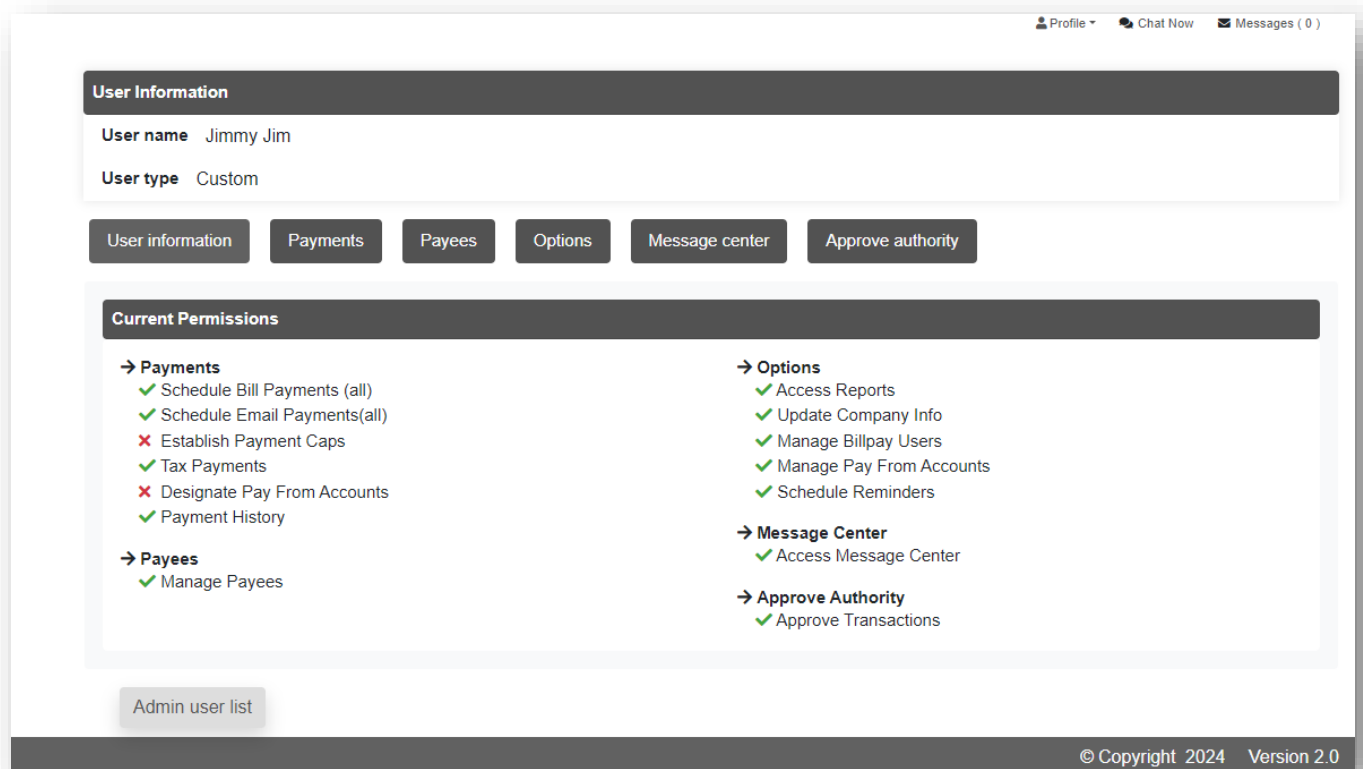 Profile Chat Now Messages ( 0 )
User Information
User name Jimmy Jim
User type Custom
User information Payments Payees Options Message center Approve authority
Current Permissions
Payments
Schedule Bill Payments (all)
Schedule Email Payments(all)
Establish Payment Caps
Tax Payments
Designate Pay From Accounts
Payment History
Payees
Manage Payees
Options
Access Reports
Update Company Info
Manage Billpay Users
Manage Pay From Accounts
Schedule Reminders
Message Center
Access Message Center
Approve Authority
Approve Transactions
Admin user list
© Copyright 2024 Version 2.0